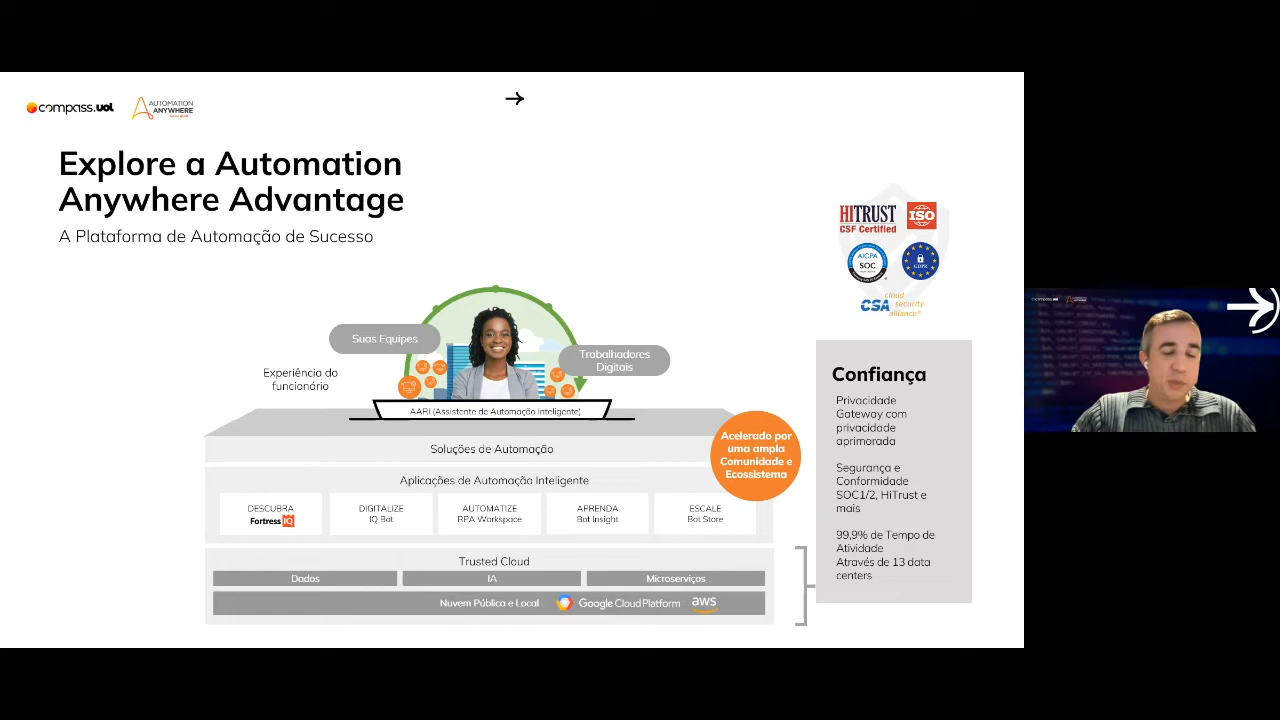 compass.uol
AUTOMATION
ANYWHERE
Explore a Automation
Anywhere Advantage
A Plataforma de Automação de Sucesso
HITRUST
CSF Certified
ISO
AICPA
SOC
GDPR
CSA cloud
security
alliance®
Suas Equipes
Trabalhadores
Digitais
Experiência do
funcionário
AARI (Assistente de Automação Inteligente)
Soluções de Automação
Acelerado por
uma ampla
Comunidade e
Ecossistema
Aplicações de Automação Inteligente
DESCUBRA
FortressIQ
DIGITALIZE
IQ Bot
AUTOMATIZE
RPA Workspace
APRENDA
Bot Insight
ESCALE
Bot Store
Trusted Cloud
Dados
IA
Microserviços
Nuvem Pública e Local
Google Cloud Platform
aws
Confiança
Privacidade
Gateway com
privacidade
aprimorada
Segurança e
Conformidade
SOC1/2, HiTrust e
mais
99,9% de Tempo de
Atividade
Através de 13 data
centers